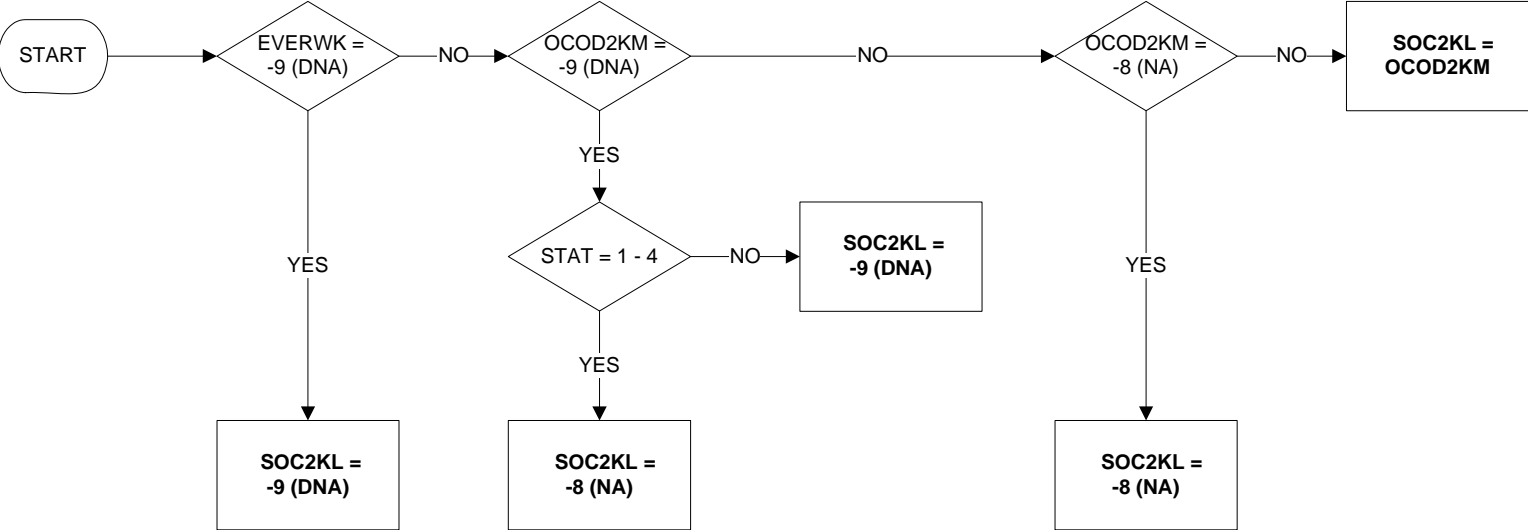 START
EVERWK =
-9 (DNA)
NO
OCOD2KM =
-9 (DNA)
NO
OCOD2KM =
-8 (NA)
NO
SOC2KL =
OCOD2KM
YES
STAT = 1 - 4
NO
SOC2KL =
-9 (DNA)
YES
YES
YES
SOC2KL =
-9 (DNA)
SOC2KL =
-8 (NA)
SOC2KL =
-8 (NA)